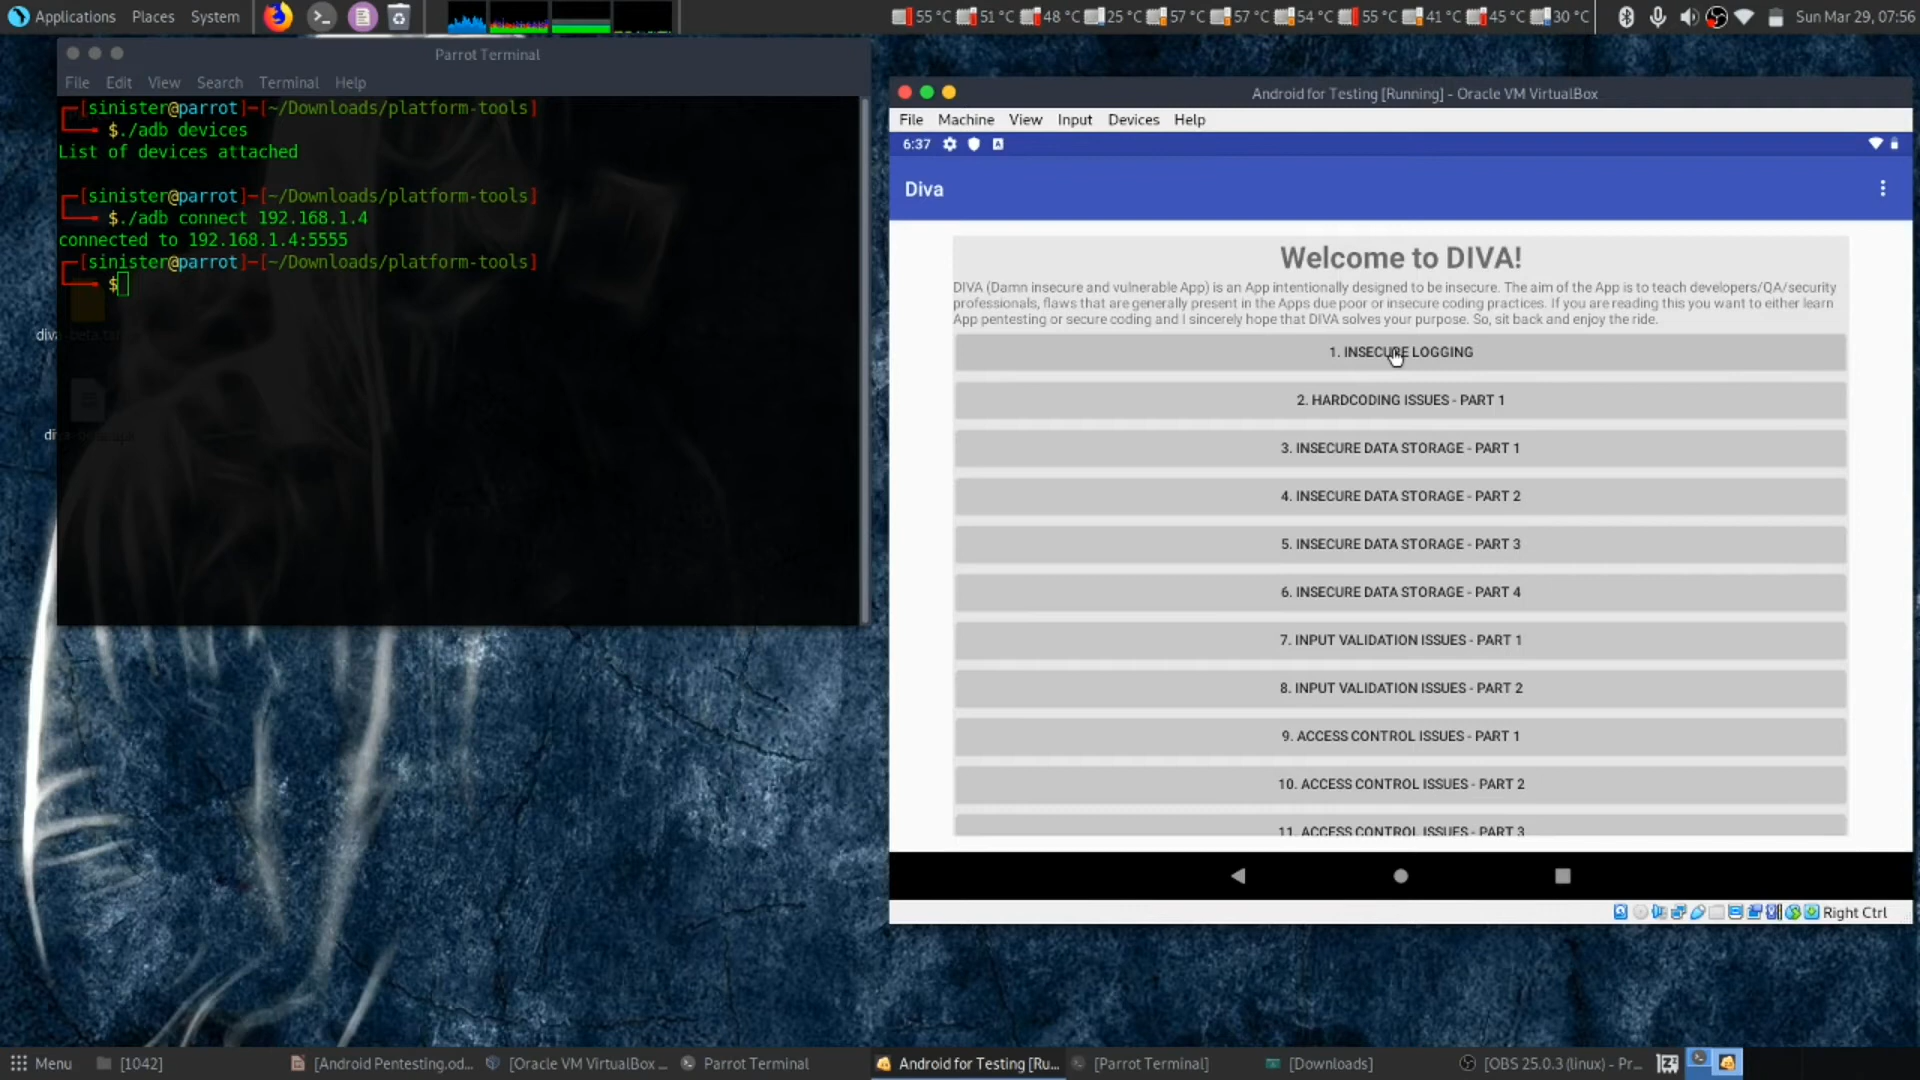 Applications Places System
55 °C 51 °C 48 °C 25 °C 57 °C 57 °C 54 °C 55 °C 41 °C 45 °C 30 °C
Sun Mar 29, 07:56
Parrot Terminal
File Edit View Search Terminal Help
[sinister@parrot]-[~/Downloads/platform-tools]
$./adb devices
List of devices attached
[sinister@parrot]-[~/Downloads/platform-tools]
$./adb connect 192.168.1.4
connected to 192.168.1.4:5555
[sinister@parrot]-[~/Downloads/platform-tools]
$
Android for Testing [Running] - Oracle VM VirtualBox
File Machine View Input Devices Help
6:37
Diva
Welcome to DIVA!
DIVA (Damn insecure and vulnerable App) is an App intentionally designed to be insecure. The aim of the App is to teach developers/QA/security
professionals, flaws that are generally present in the Apps due poor or insecure coding practices. If you are reading this you want to either learn
App pentesting or secure coding and I sincerely hope that DIVA solves your purpose. So, sit back and enjoy the ride.
1. INSECURE LOGGING
2. HARDCODING ISSUES - PART 1
3. INSECURE DATA STORAGE - PART 1
4. INSECURE DATA STORAGE - PART 2
5. INSECURE DATA STORAGE - PART 3
6. INSECURE DATA STORAGE - PART 4
7. INPUT VALIDATION ISSUES - PART 1
8. INPUT VALIDATION ISSUES - PART 2
9. ACCESS CONTROL ISSUES - PART 1
10. ACCESS CONTROL ISSUES - PART 2
11. ACCESS CONTROL ISSUES - PART 3
Right Ctrl
Menu [1042] [Android Pentesting.od... [Oracle VM VirtualBox ... Parrot Terminal Android for Testing [Ru... [Parrot Terminal] [Downloads] [OBS 25.0.3 (linux) - Pr...